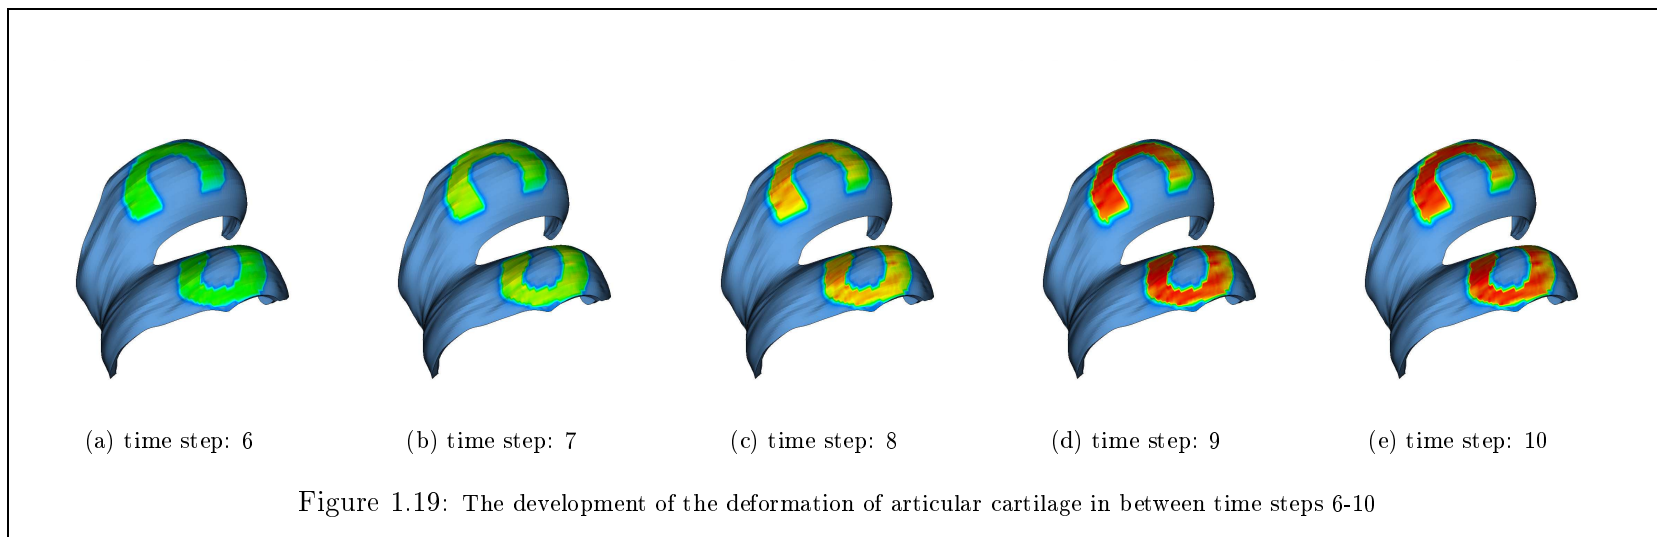 (a) time step: 6
(b) time step: 7
(c) time step: 8
(d) time step: 9
(e) time step: 10
Figure 1.19: The development of the deformation of articular cartilage in between time steps 6-10